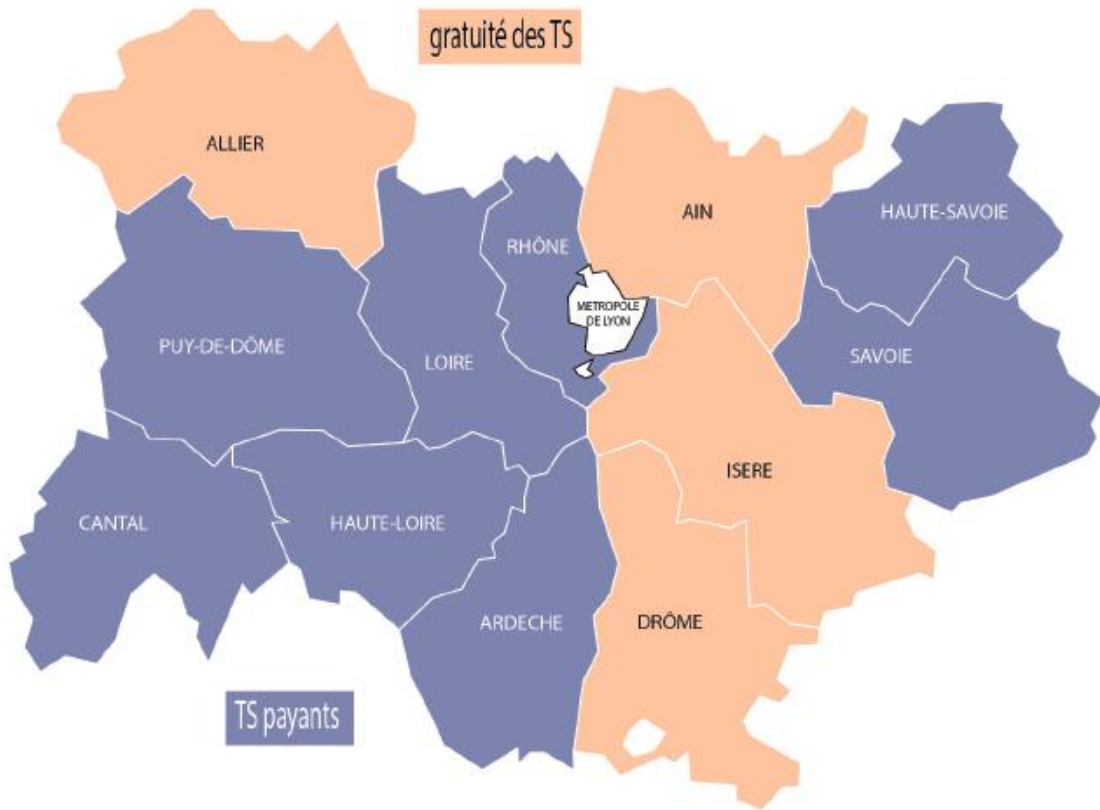 gratuité des TS
ALLIER
AIN
HAUTE-SAVOIE
RHÔNE
METROPOLE
DE LYON
PUY-DE-DÔME
LOIRE
SAVOIE
ISERE
CANTAL
HAUTE-LOIRE
ARDECHE
DRÔME
TS payants